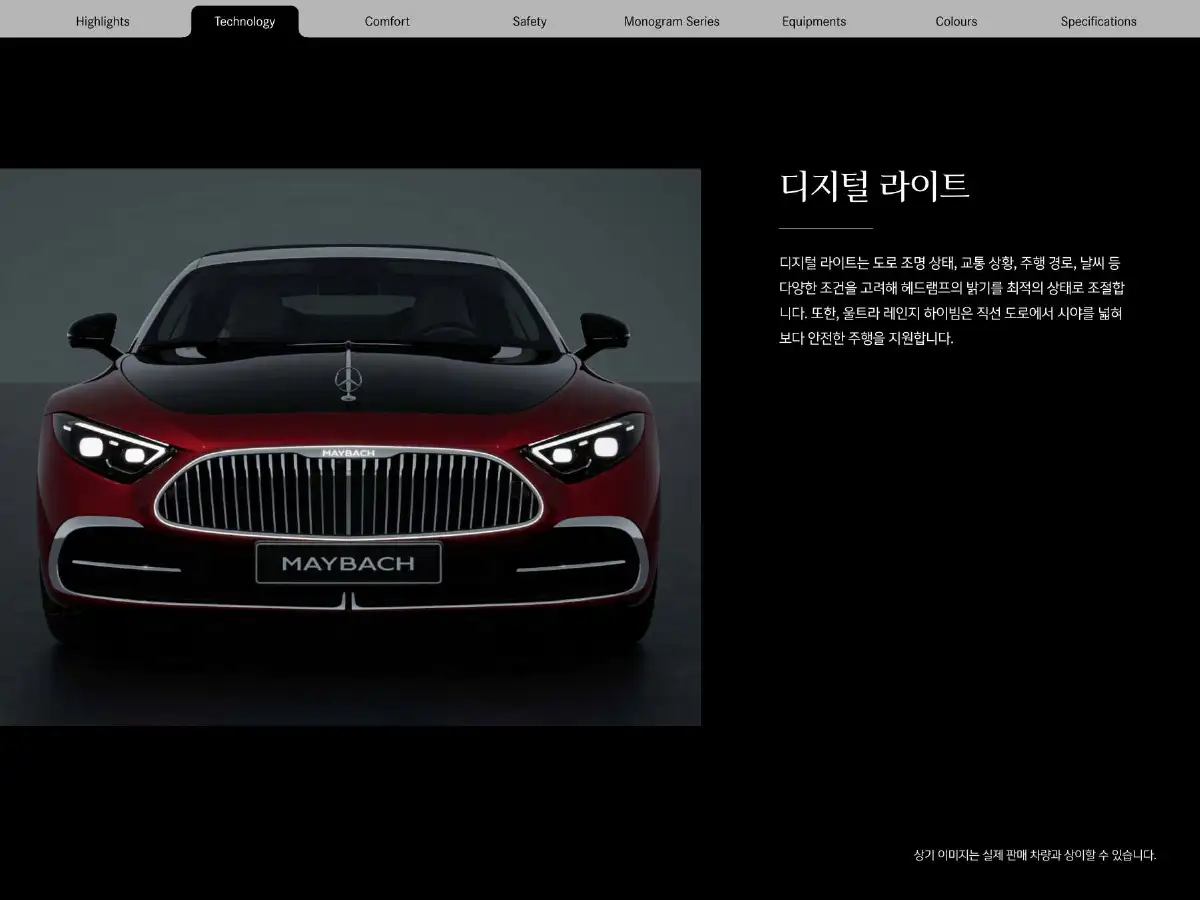 Highlights
Technology
Comfort
Safety
Monogram Series
Equipments
Colours
Specifications
디지털 라이트
디지털 라이트는 도로 조명 상태, 교통 상황, 주행 경로, 날씨 등
다양한 조건을 고려해 헤드램프의 밝기를 최적의 상태로 조절합
니다. 또한, 울트라 레인지 하이빔은 직선 도로에서 시야를 넓혀
보다 안전한 주행을 지원합니다.
MAYBACH
MAYBACH
상기 이미지는 실제 판매 차량과 상이할 수 있습니다.